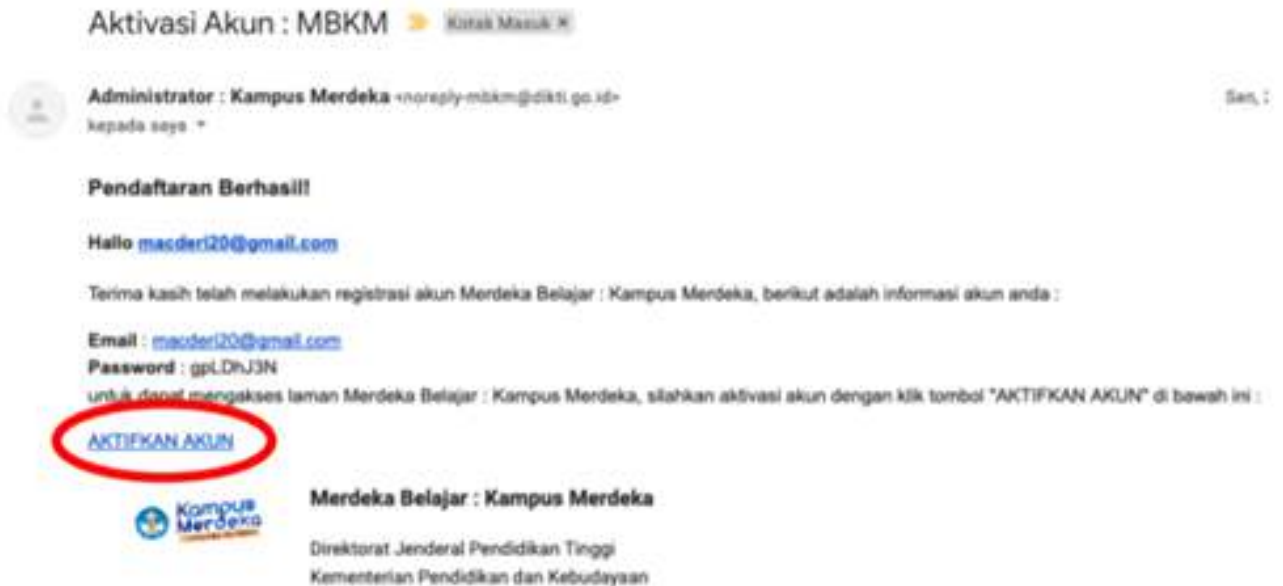 Aktivasi Akun : MBKM
Kotak Masuk ×
Administrator : Kampus Merdeka <noreply-mbkm@dikti.go.id>
Sen,
kepada saya
Pendaftaran Berhasil!
Hallo macderi20@gmail.com
Terima kasih telah melakukan registrasi akun Merdeka Belajar : Kampus Merdeka, berikut adalah informasi akun anda :
Email : macderi20@gmail.com
Password : gpLDhJ3N
untuk dapat mengakses laman Merdeka Belajar : Kampus Merdeka, silahkan aktivasi akun dengan klik tombol "AKTIFKAN AKUN" di bawah ini :
AKTIFKAN AKUN
Kampus
Merdeka
Merdeka Belajar : Kampus Merdeka
Direktorat Jenderal Pendidikan Tinggi
Kementerian Pendidikan dan Kebudayaan